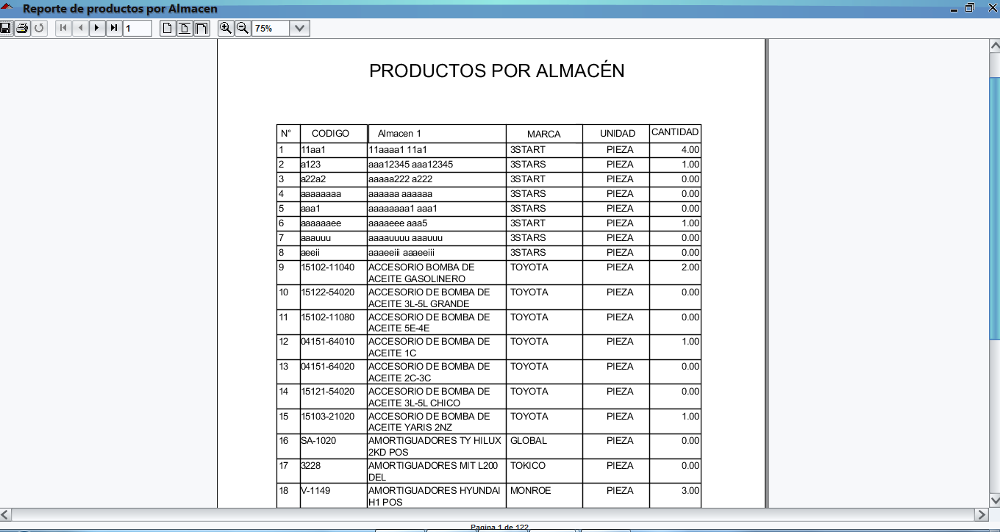 Reporte de productos por Almacen
1
75%
PRODUCTOS POR ALMACÉN
N° CODIGO Almacen 1 MARCA UNIDAD CANTIDAD
1 11aa1 11aaaa1 11a1 3START PIEZA 4.00
2 a123 aaa12345 aaa12345 3STARS PIEZA 1.00
3 a22a2 aaaaa222 a222 3START PIEZA 0.00
4 aaaaaaaa aaaaaa aaaaaa 3STARS PIEZA 0.00
5 aaa1 aaaaaaaa1 aaa1 3STARS PIEZA 0.00
6 aaaaaaee aaaaeee aaa5 3START PIEZA 1.00
7 aaauuu aaaauuuu aaauuu 3STARS PIEZA 0.00
8 aeeii aaaeeiii aaaeeiii 3STARS PIEZA 0.00
9 15102-11040 ACCESORIO BOMBA DE TOYOTA PIEZA 2.00
ACEITE GASOLINERO
10 15122-54020 ACCESORIO DE BOMBA DE TOYOTA PIEZA 0.00
ACEITE 3L-5L GRANDE
11 15102-11080 ACCESORIO DE BOMBA DE TOYOTA PIEZA 0.00
ACEITE 5E-4E
12 04151-64010 ACCESORIO DE BOMBA DE TOYOTA PIEZA 1.00
ACEITE 1C
13 04151-64020 ACCESORIO DE BOMBA DE TOYOTA PIEZA 0.00
ACEITE 2C-3C
14 15121-54020 ACCESORIO DE BOMBA DE TOYOTA PIEZA 0.00
ACEITE 3L-5L CHICO
15 15103-21020 ACCESORIO DE BOMBA DE TOYOTA PIEZA 1.00
ACEITE YARIS 2NZ
16 SA-1020 AMORTIGUADORES TY HILUX GLOBAL PIEZA 0.00
2KD POS
17 3228 AMORTIGUADORES MIT L200 TOKICO PIEZA 0.00
DEL
18 V-1149 AMORTIGUADORES HYUNDAI MONROE PIEZA 3.00
H1 POS
Pagina 1 de 122